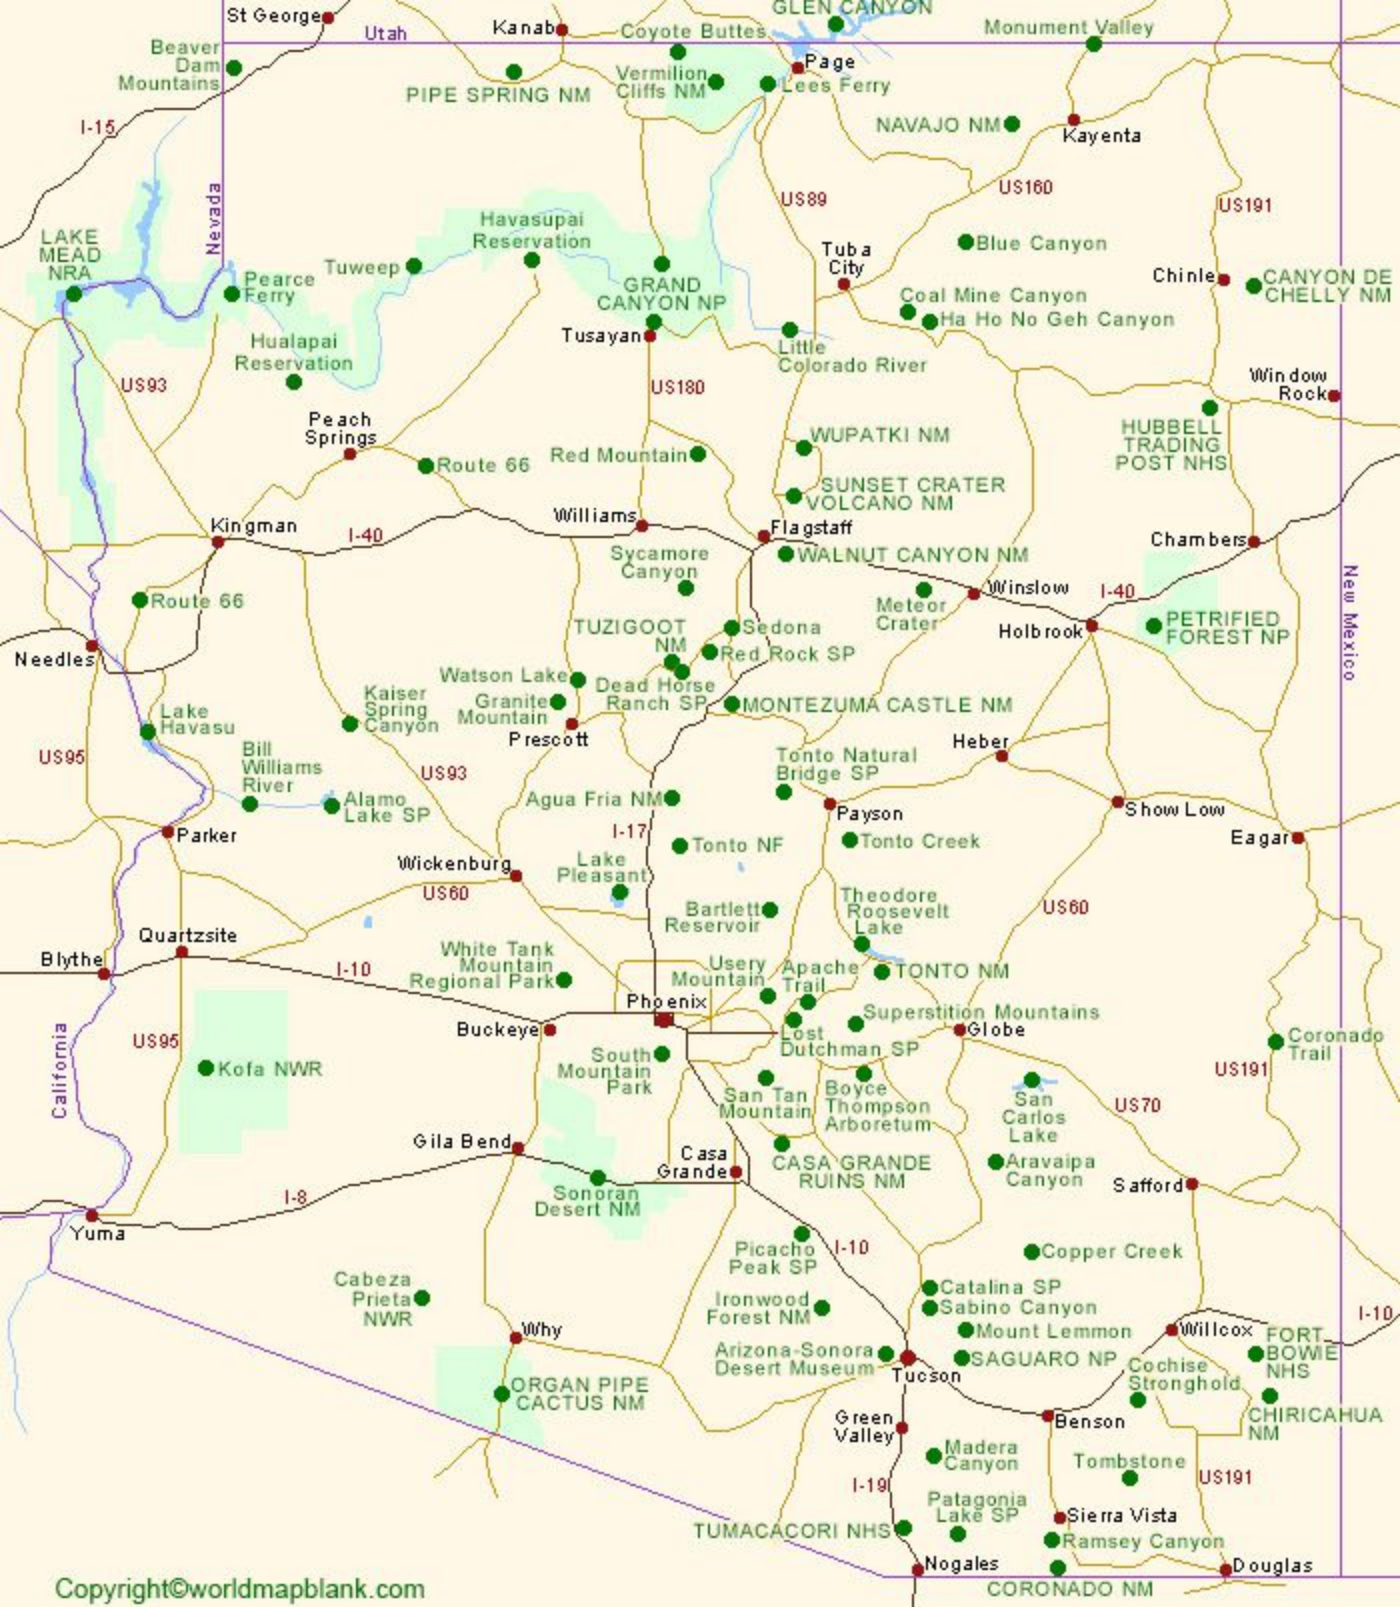 GLEN CANYON
St George
Kanab
Coyote Buttes
Monument Valley
Utah
Beaver
Dam
Mountains
Page
Vermilion
Cliffs NM
Lees Ferry
PIPE SPRING NM
I-15
NAVAJO NM
Kayenta
US160
US89
US191
Nevada
Havasupai
Reservation
LAKE
MEAD
NRA
Tuba
City
Blue Canyon
Tuweep
Pearce
Ferry
GRAND
CANYON NP
Chinle
CANYON DE
CHELLY NM
Coal Mine Canyon
Ha Ho No Geh Canyon
Tusayan
Hualapai
Reservation
Little
Colorado River
US93
US180
Window
Rock
Peach
Springs
HUBBELL
TRADING
POST NHS
WUPATKI NM
Red Mountain
Route 66
SUNSET CRATER
VOLCANO NM
Kingman
I-40
Williams
Flagstaff
Chambers
Sycamore
Canyon
WALNUT CANYON NM
New Mexico
Route 66
Meteor
Crater
Winslow
I-40
TUZIGOOT
NM
Sedona
Holbrook
PETRIFIED
FOREST NP
Needles
Red Rock SP
Watson Lake
Dead Horse
Ranch SP
Granite
Mountain
Kaiser
Spring
Canyon
MONTEZUMA CASTLE NM
Lake
Havasu
Prescott
US95
Bill
Williams
River
US93
Tonto Natural
Bridge SP
Heber
Alamo
Lake SP
Agua Fria NM
Payson
Show Low
Parker
I-17
Tonto NF
Tonto Creek
Eagar
Wickenburg
US60
Lake
Pleasant
Bartlett
Reservoir
Theodore
Roosevelt
Lake
US60
Quartzsite
Blythe
I-10
White Tank
Mountain
Regional Park
Usery
Mountain
Apache
Trail
TONTO NM
Phoenix
Buckeye
Superstition Mountains
Lost
Dutchman SP
Globe
California
US95
Kofa NWR
South
Mountain
Park
San Tan
Mountain
Boyce
Thompson
Arboretum
San
Carlos
Lake
Coronado
Trail
US191
US70
Gila Bend
Casa
Grande
CASA GRANDE
RUINS NM
Aravaipa
Canyon
Safford
Sonoran
Desert NM
I-8
Yuma
Picacho
Peak SP
I-10
Copper Creek
Cabeza
Prieta
NWR
Catalina SP
Ironwood
Forest NM
Sabino Canyon
I-10
Why
Mount Lemmon
Willcox
FORT
BOWIE
NHS
Arizona-Sonora
Desert Museum
SAGUARO NP
Tucson
Cochise
Stronghold
ORGAN PIPE
CACTUS NM
Green
Valley
Benson
CHIRICAHUA
NM
Madera
Canyon
Tombstone
I-19
US191
Patagonia
Lake SP
TUMACACORI NHS
Sierra Vista
Ramsey Canyon
Nogales
Douglas
CORONADO NM
Copyright©worldmapblank.com